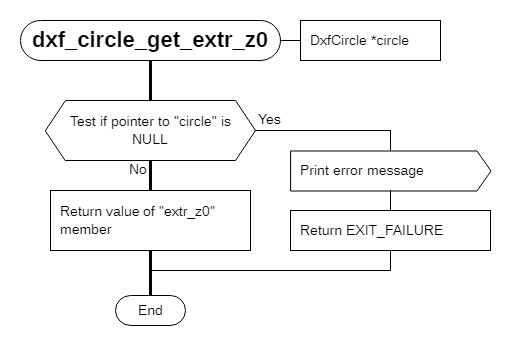 dxf_circle_get_extr_z0
DxfCircle *circle
Test if pointer to "circle" is
NULL
Yes
No
Print error message
Return value of "extr_z0"
member
Return EXIT_FAILURE
End